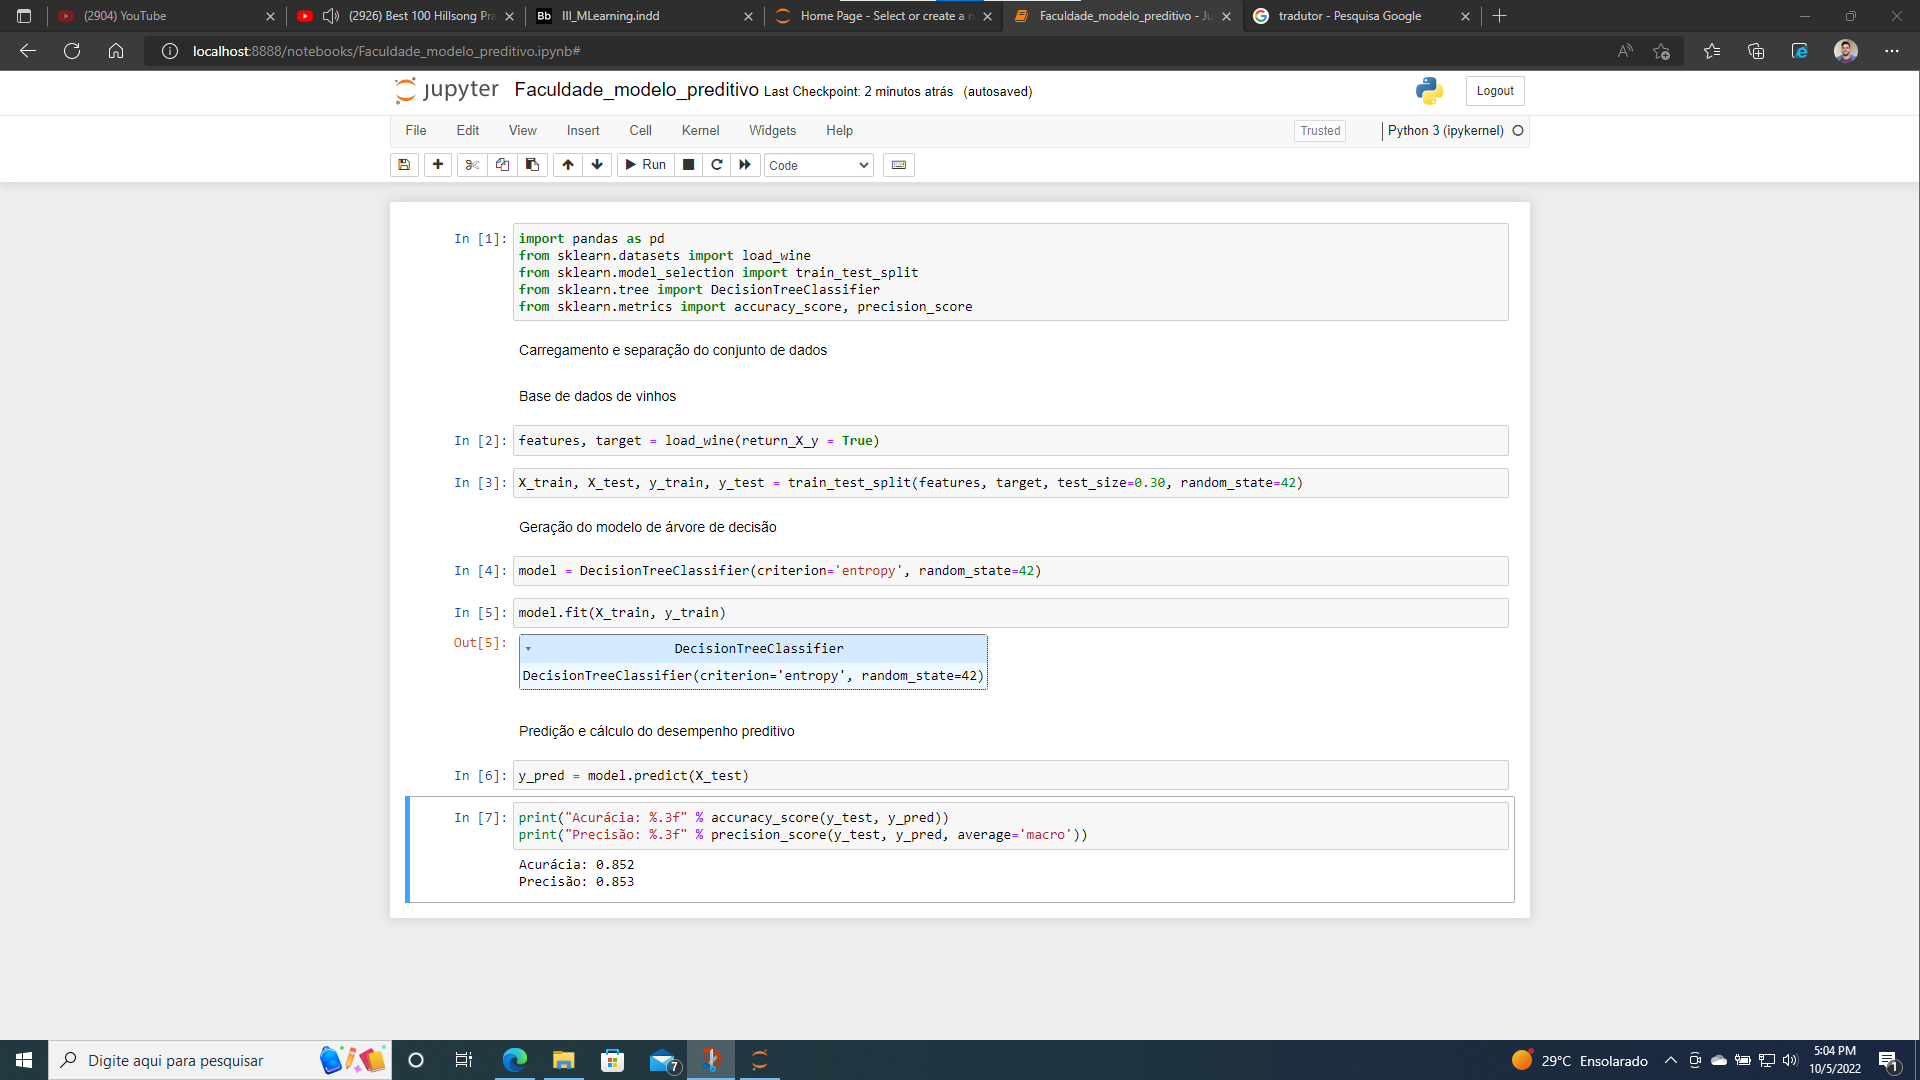 (2904) YouTube
(2926) Best 100 Hillsong Pra
Bb III_MLearning.indd
Home Page - Select or create a n
Faculdade_modelo_preditivo - Ju
tradutor - Pesquisa Google
localhost:8888/notebooks/Faculdade_modelo_preditivo.ipynb#
jupyter Faculdade_modelo_preditivo Last Checkpoint: 2 minutos atrás (autosaved)
Logout
File Edit View Insert Cell Kernel Widgets Help
Trusted
Python 3 (ipykernel)
Run
Code
In [1]: import pandas as pd
from sklearn.datasets import load_wine
from sklearn.model_selection import train_test_split
from sklearn.tree import DecisionTreeClassifier
from sklearn.metrics import accuracy_score, precision_score
Carregamento e separação do conjunto de dados
Base de dados de vinhos
In [2]: features, target = load_wine(return_X_y = True)
In [3]: X_train, X_test, y_train, y_test = train_test_split(features, target, test_size=0.30, random_state=42)
Geração do modelo de árvore de decisão
In [4]: model = DecisionTreeClassifier(criterion='entropy', random_state=42)
In [5]: model.fit(X_train, y_train)
Out[5]: DecisionTreeClassifier
DecisionTreeClassifier(criterion='entropy', random_state=42)
Predição e cálculo do desempenho preditivo
In [6]: y_pred = model.predict(X_test)
In [7]: print("Acurácia: %.3f" % accuracy_score(y_test, y_pred))
print("Precisão: %.3f" % precision_score(y_test, y_pred, average='macro'))
Acurácia: 0.852
Precisão: 0.853
Digite aqui para pesquisar
7
29°C Ensolarado
5:04 PM
10/5/2022
1